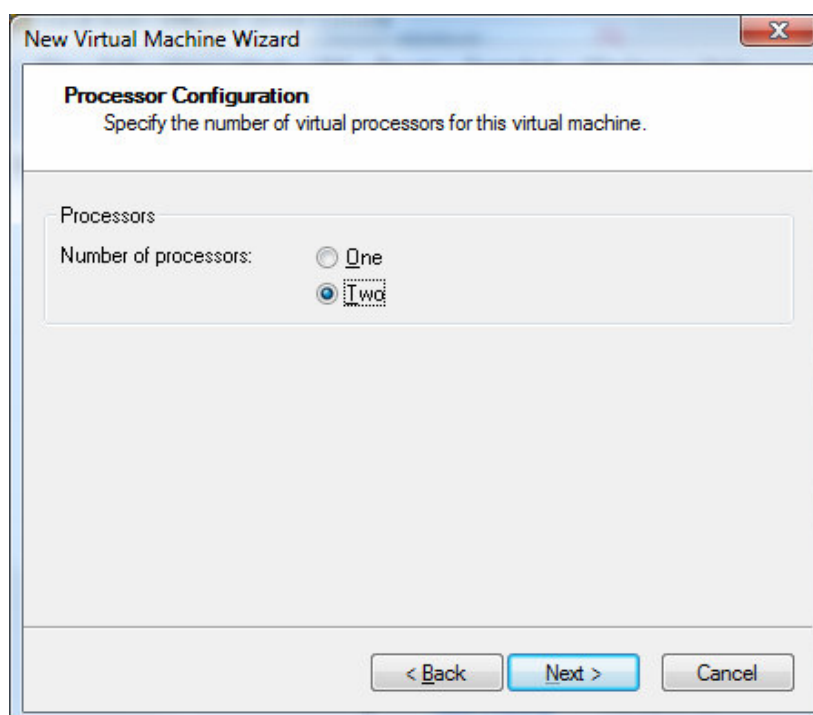 New Virtual Machine Wizard
Processor Configuration
Specify the number of virtual processors for this virtual machine.
Processors
Number of processors:
One
Two
< Back
Next >
Cancel